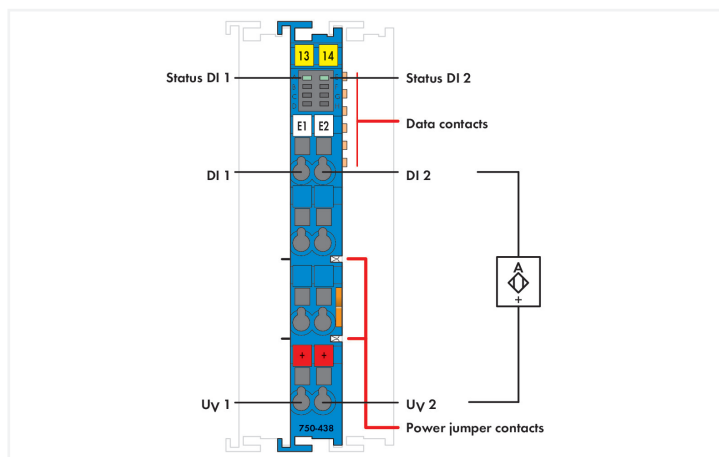 13 14
Status DI 1
Status DI 2
Data contacts
E1 E2
DI 1
DI 2
A
+
+ +
UV 1
UV 2
Power jumper contacts
750-438